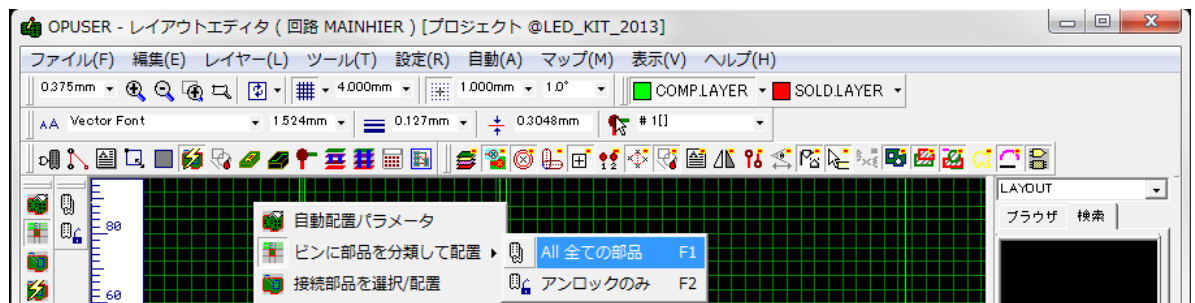 OPUSER - レイアウトエディタ ( 回路 MAINHIER ) [プロジェクト @LED_KIT_2013]
ファイル(F) 編集(E) レイヤー(L) ツール(T) 設定(R) 自動(A) マップ(M) 表示(V) ヘルプ(H)
0.375mm 4.000mm 1.000mm 1.0° COMP.LAYER SOLD.LAYER
AA Vector Font 1.524mm 0.127mm 0.3048mm # 1[]
LAYOUT
ブラウザ 検索
80
自動配置パラメータ
ビンに部品を分類して配置 All 全ての部品 F1
60
接続部品を選択/配置 アンロックのみ F2